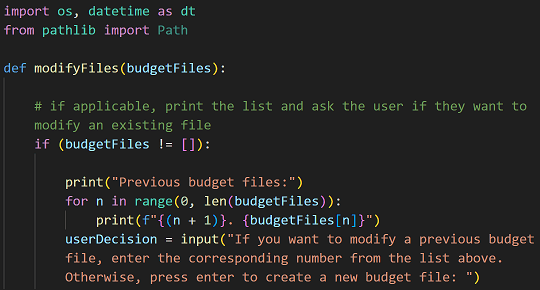 import os, datetime as dt
from pathlib import Path
def modifyFiles(budgetFiles):
# if applicable, print the list and ask the user if they want to
modify an existing file
if (budgetFiles != []):
print("Previous budget files:")
for n in range(0, len(budgetFiles)):
print(f"{(n + 1)}. {budgetFiles[n]}")
userDecision = input("If you want to modify a previous budget
file, enter the corresponding number from the list above.
Otherwise, press enter to create a new budget file: ")